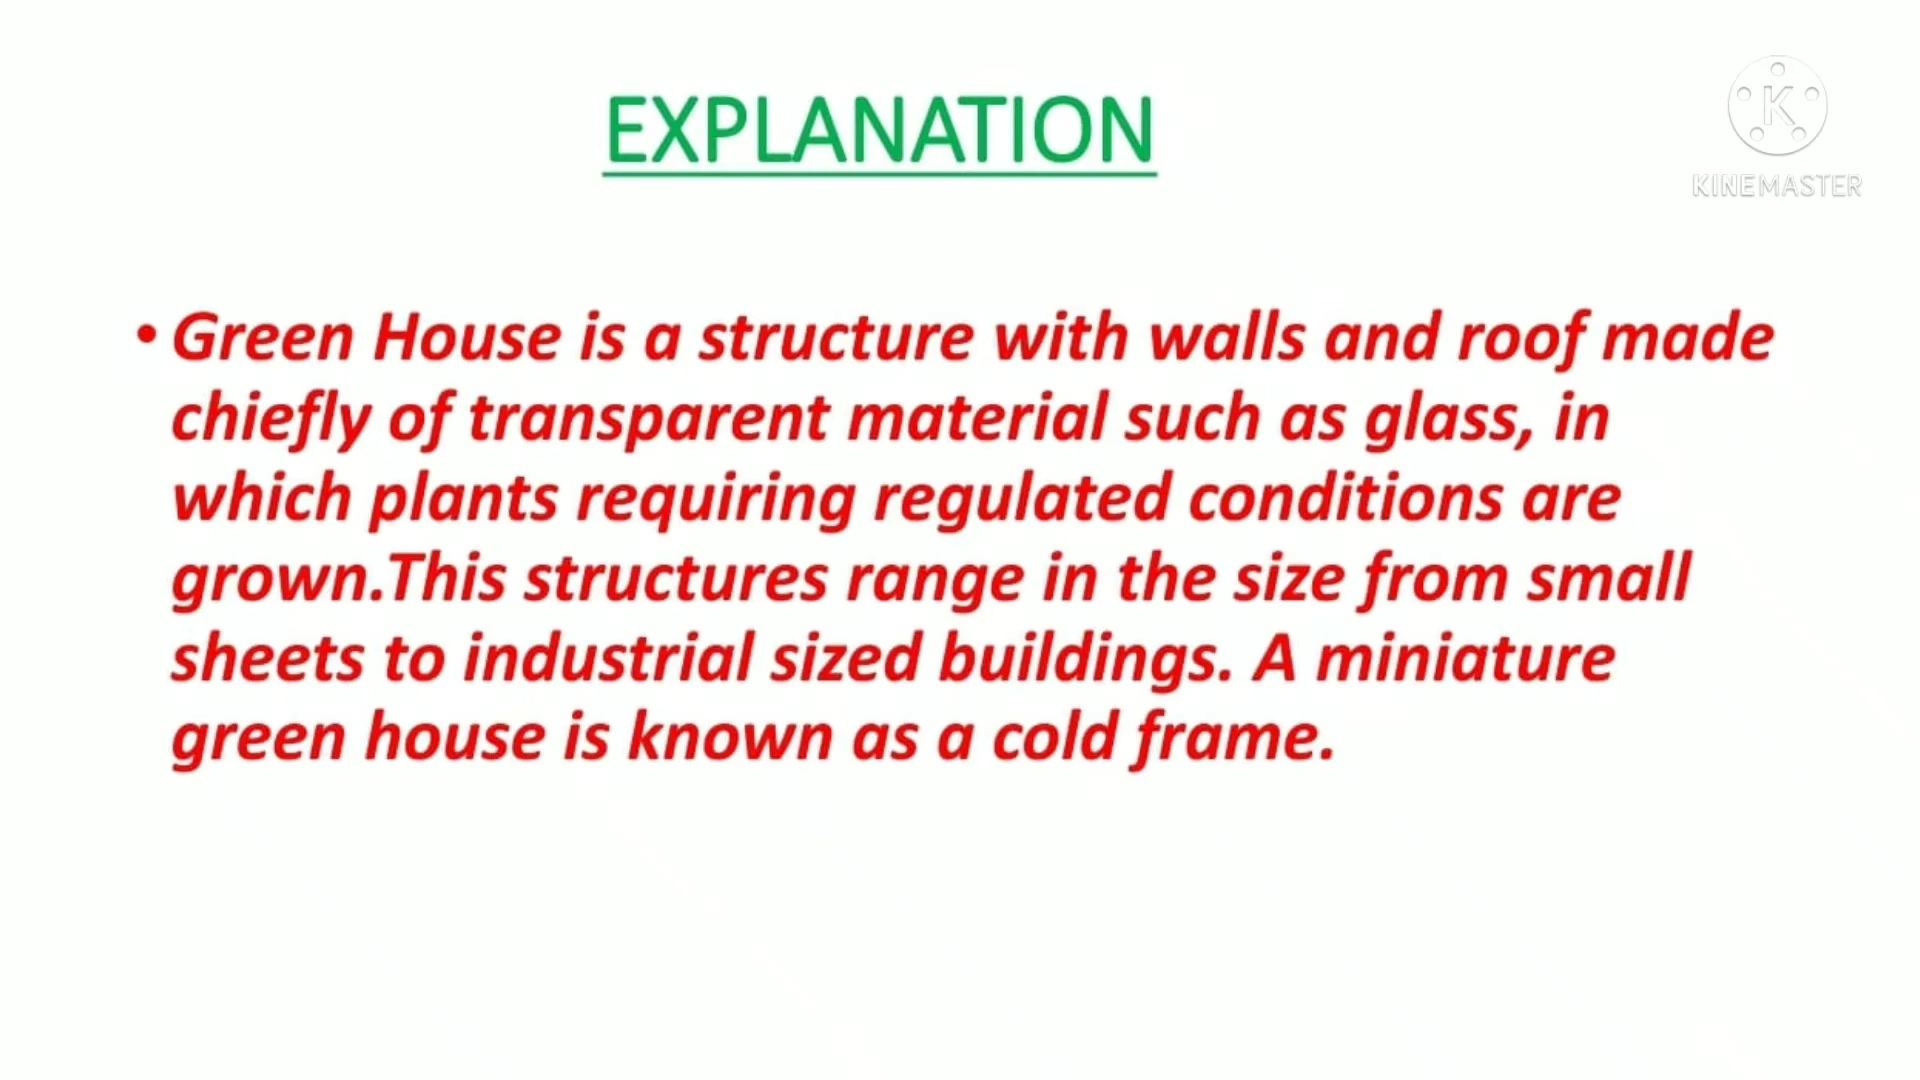 EXPLANATION
K
KINEMASTER
• Green House is a structure with walls and roof made
chiefly of transparent material such as glass, in
which plants requiring regulated conditions are
grown.This structures range in the size from small
sheets to industrial sized buildings. A miniature
green house is known as a cold frame.